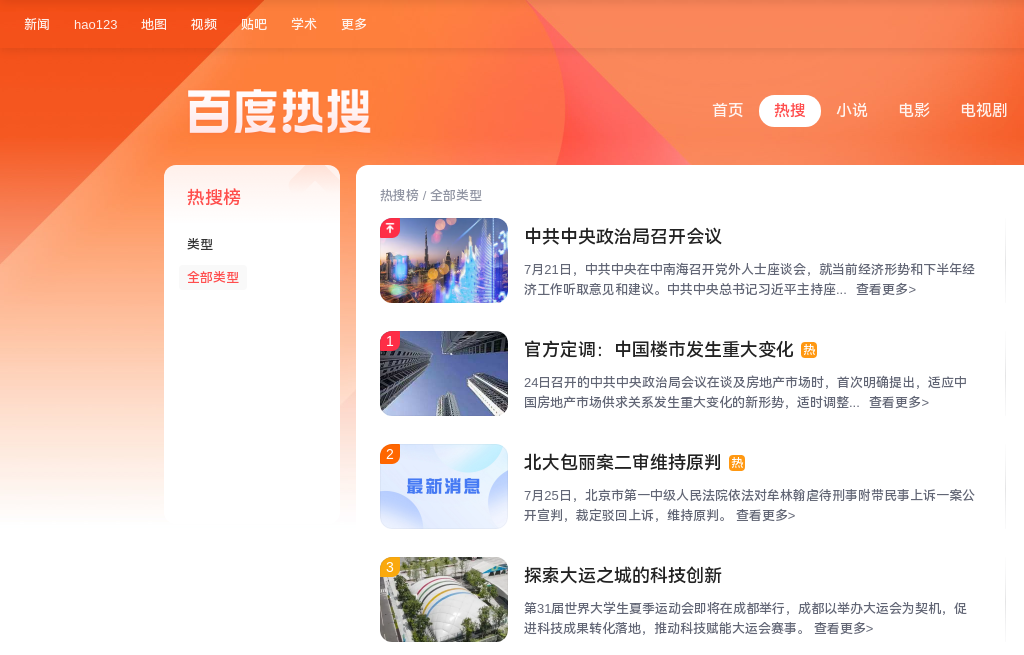 新闻 hao123 地图 视频 贴吧 学术 更多
百度热搜
首页 热搜 小说 电影 电视剧
热搜榜
类型
全部类型
热搜榜 / 全部类型
中共中央政治局召开会议
7月21日，中共中央在中南海召开党外人士座谈会，就当前经济形势和下半年经
济工作听取意见和建议。中共中央总书记习近平主持座... 查看更多>
1
官方定调：中国楼市发生重大变化 热
24日召开的中共中央政治局会议在谈及房地产市场时，首次明确提出，适应中
国房地产市场供求关系发生重大变化的新形势，适时调整... 查看更多>
2
最新消息
北大包丽案二审维持原判 热
7月25日，北京市第一中级人民法院依法对牟林翰虐待刑事附带民事上诉一案公
开宣判，裁定驳回上诉，维持原判。 查看更多>
3
探索大运之城的科技创新
第31届世界大学生夏季运动会即将在成都举行，成都以举办大运会为契机，促
进科技成果转化落地，推动科技赋能大运会赛事。 查看更多>